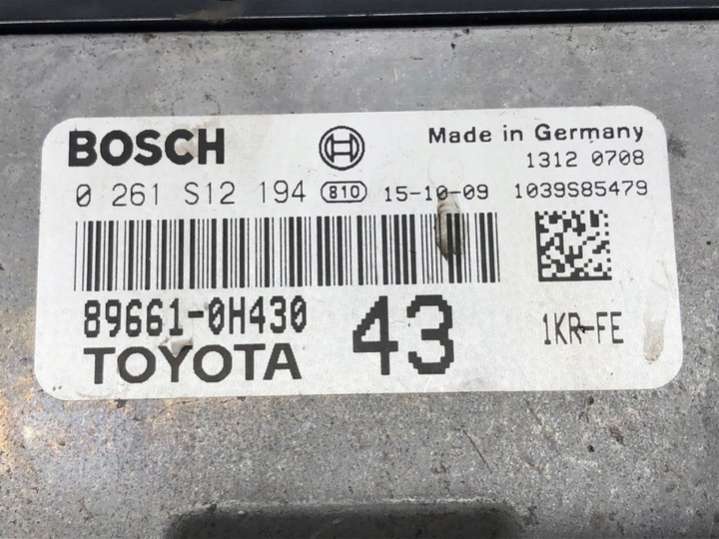 BOSCH Made in Germany
1312 0708
0 261 S12 194 B10 15-10-09 1039S85479
89661-0H430 43 1KR-FE
TOYOTA